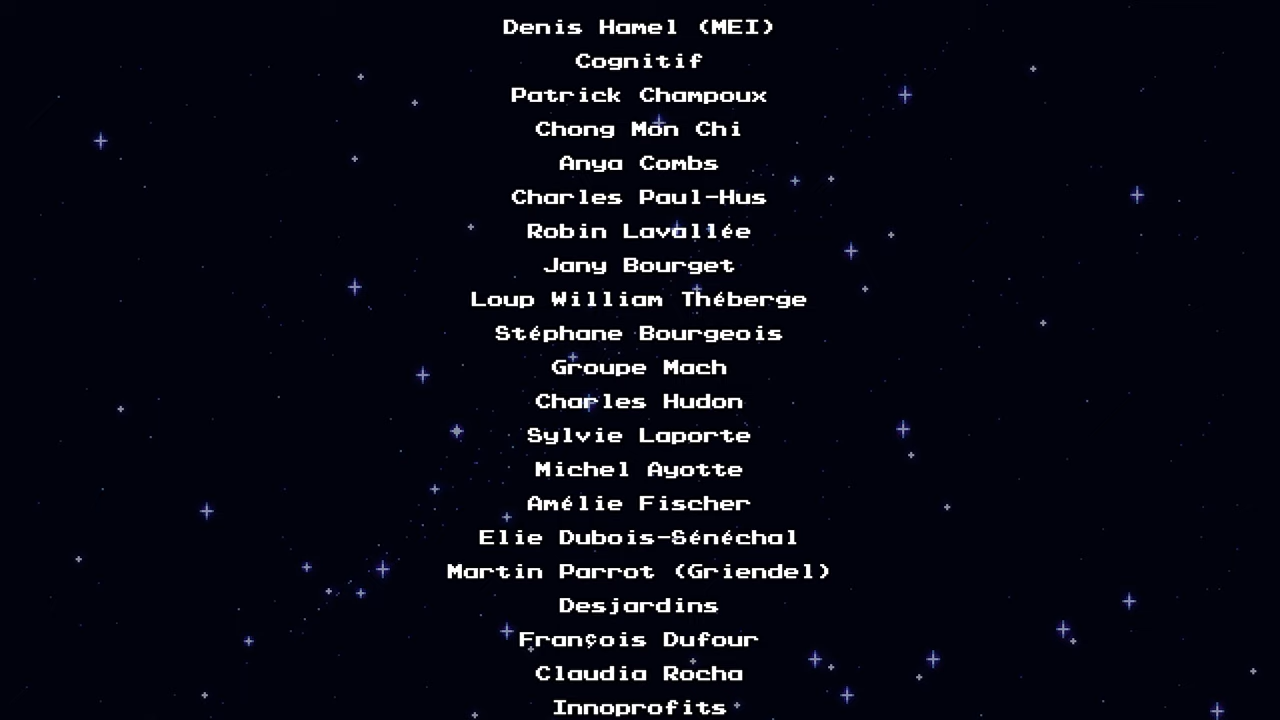 Denis Hamel (MEI)
Cognitif
Patrick Champoux
Chong Mon Chi
Anya Combs
Charles Paul-Hus
Robin Lavallée
Jany Bourget
Loup William Théberge
Stéphane Bourgeois
Groupe Mach
Charles Hudon
Sylvie Laporte
Michel Ayotte
Amélie Fischer
Elie Dubois-Sénéchal
Martin Parrot (Griendel)
Desjardins
François Dufour
Claudia Rocha
Innoprofits